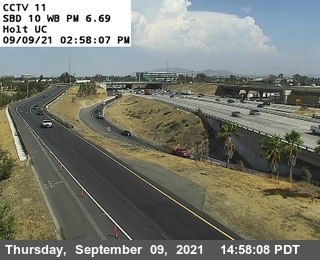 CCTV 11
SBD 10 WB PM 6.69
Holt UC
09/09/21 02:58:07 PM
Thursday, September 09, 2021 14:58:08 PDT